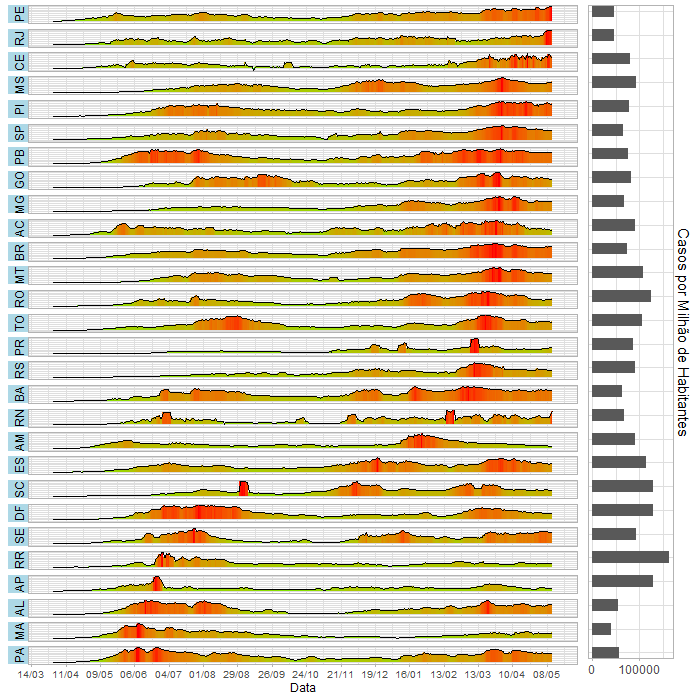 PE
RJ
CE
MS
PI
SP
PB
GO
MG
AC
BR
MT
RO
TO
PR
RS
BA
RN
AM
ES
SC
DF
SE
RR
AP
AL
MA
PA
14/03 11/04 09/05 06/06 04/07 01/08 29/08 26/09 24/10 21/11 19/12 16/01 13/02 13/03 10/04 08/05
Data
0 100000
Casos por Milhão de Habitantes